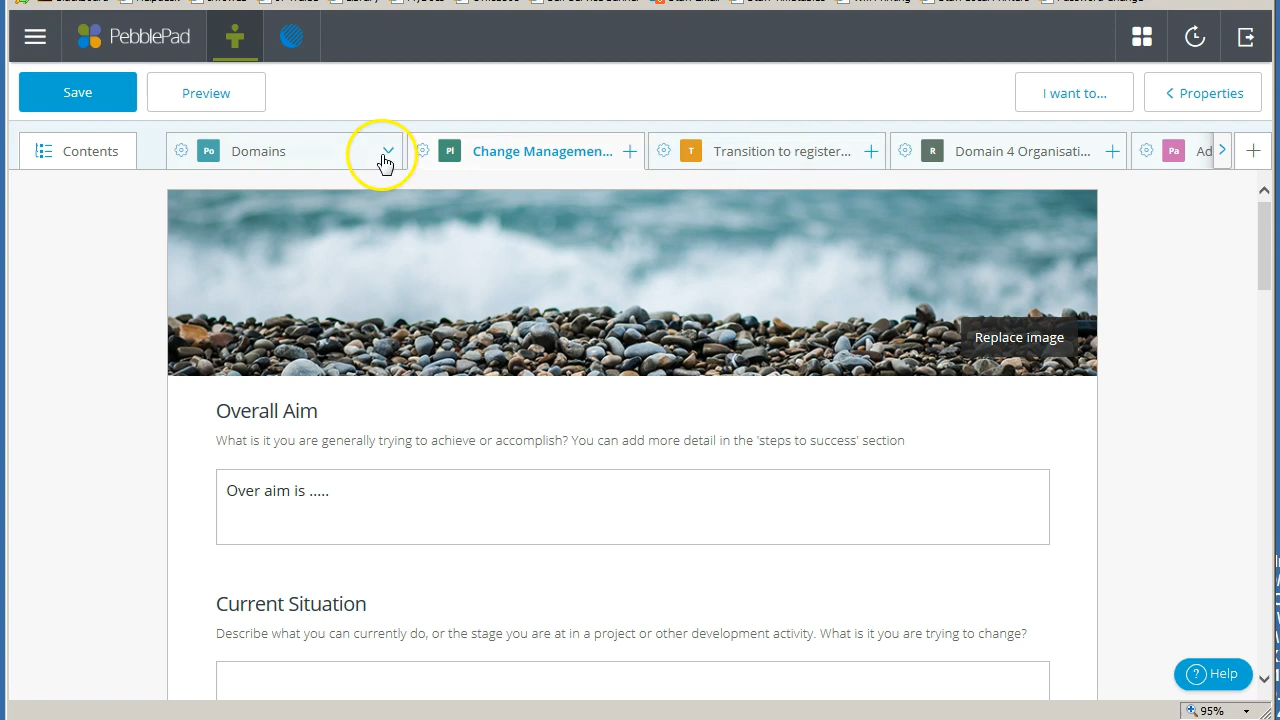 PebblePad
Save
Preview
I want to...
Properties
Contents
Po Domains
Pl Change Managemen...
T Transition to register...
R Domain 4 Organisati...
Pa Ad
Replace image
Overall Aim
What is it you are generally trying to achieve or accomplish? You can add more detail in the 'steps to success' section
Over aim is .....
Current Situation
Describe what you can currently do, or the stage you are at in a project or other development activity. What is it you are trying to change?
? Help
95%